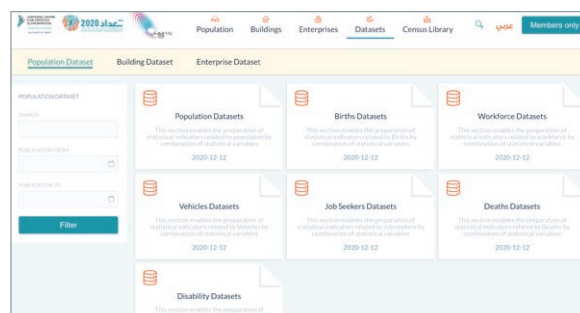 NATIONAL CENTRE
FOR STATISTICS
& INFORMATION
تعداد 2020
Population
Buildings
Enterprises
Datasets
Census Library
عربي
Members only
Population Dataset
Building Dataset
Enterprise Dataset
POPULATION DATASET
SEARCH
PUBLICATION FROM
PUBLICATION TO
Filter
Population Datasets
This section enables the preparation of
statistical indicators related to population by
combination of statistical variables
2020-12-12
Births Datasets
This section enables the preparation of
statistical indicators related to Births by
combination of statistical variables
2020-12-12
Workforce Datasets
This section enables the preparation of
statistical indicators related to workforce by
combination of statistical variables
2020-12-12
Vehicles Datasets
This section enables the preparation of
statistical indicators related to Vehicles by
combination of statistical variables
2020-12-12
Job Seekers Datasets
This section enables the preparation of
statistical indicators related to Job seekers by
combination of statistical variables
2020-12-12
Deaths Datasets
This section enables the preparation of
statistical indicators related to Deaths by
combination of statistical variables
2020-12-12
Disability Datasets
This section enables the preparation of